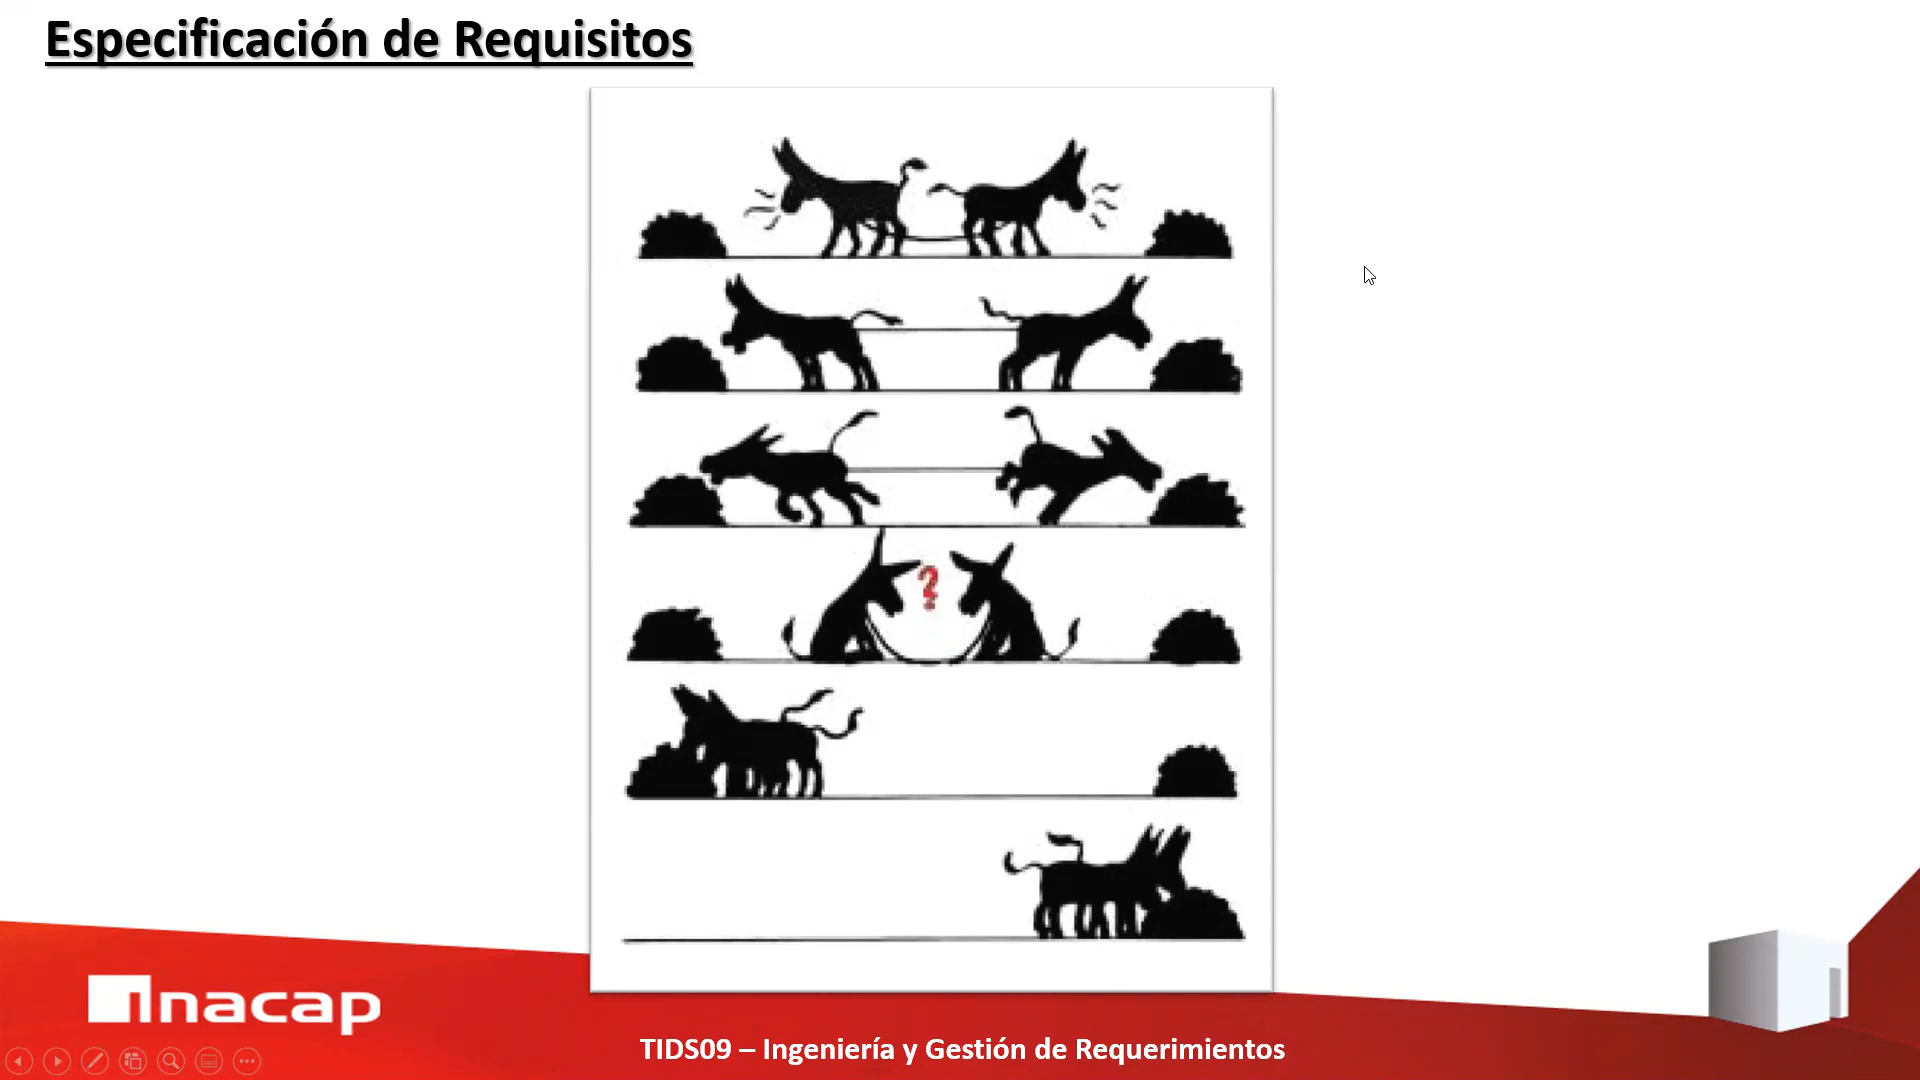 Especificación de Requisitos
?
inacap
TIDS09 – Ingeniería y Gestión de Requerimientos